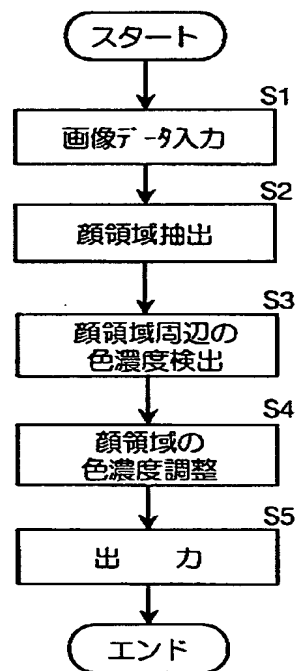 スタート
S1
画像データ入力
S2
顔領域抽出
S3
顔領域周辺の
色濃度検出
S4
顔領域の
色濃度調整
S5
出 力
エンド